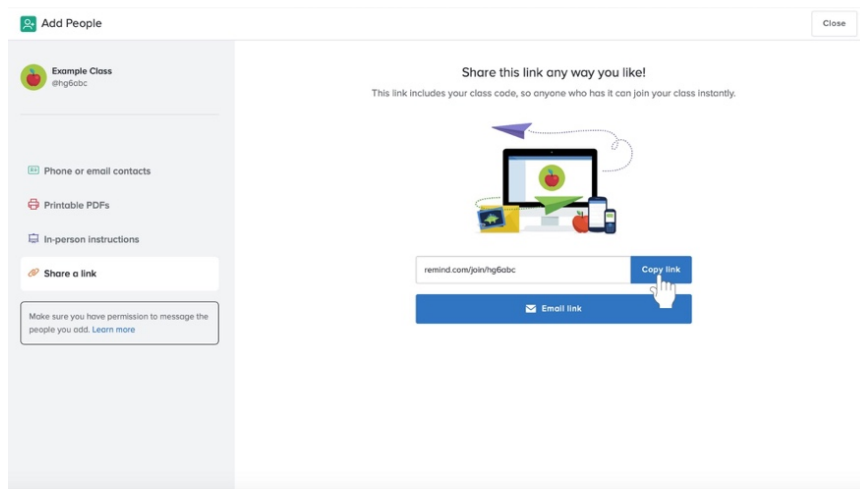 Add People
Close
Example Class
@hg6abc
Phone or email contacts
Printable PDFs
In-person instructions
Share a link
Make sure you have permission to message the
people you add. Learn more
Share this link any way you like!
This link includes your class code, so anyone who has it can join your class instantly.
remind.com/join/hg6abc
Copy link
Email link